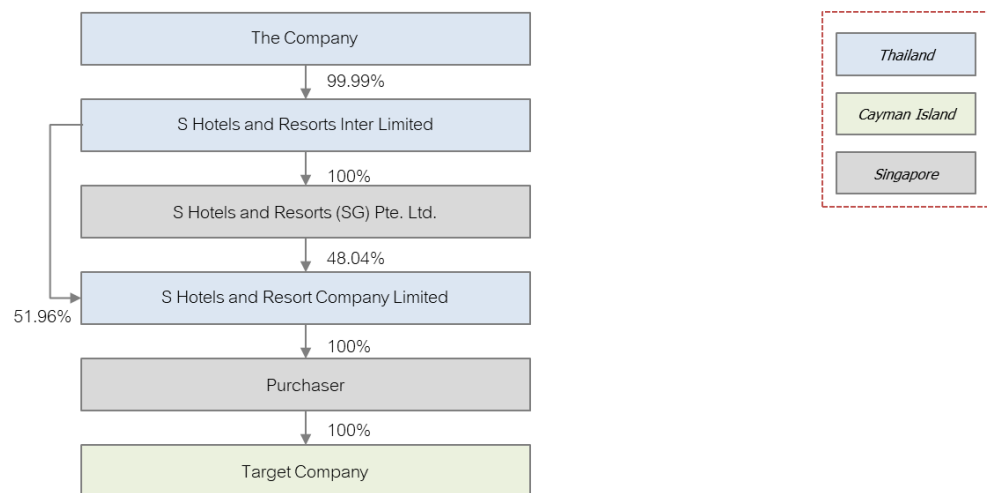 The Company
99.99%
S Hotels and Resorts Inter Limited
100%
S Hotels and Resorts (SG) Pte. Ltd.
48.04%
S Hotels and Resort Company Limited
51.96%
100%
Purchaser
100%
Target Company
Thailand
Cayman Island
Singapore